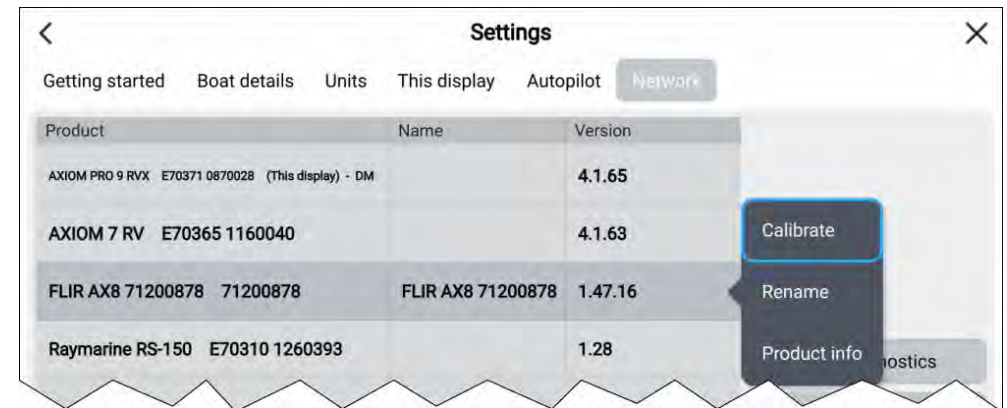 Settings
Getting started Boat details Units This display Autopilot Network
Product Name Version
AXIOM PRO 9 RVX E70371 0870028 (This display) - DM 4.1.65
AXIOM 7 RV E70365 1160040 4.1.63
Calibrate
FLIR AX8 71200878 71200878 FLIR AX8 71200878 1.47.16 Rename
Raymarine RS-150 E70310 1260393 1.28 Product info nostics